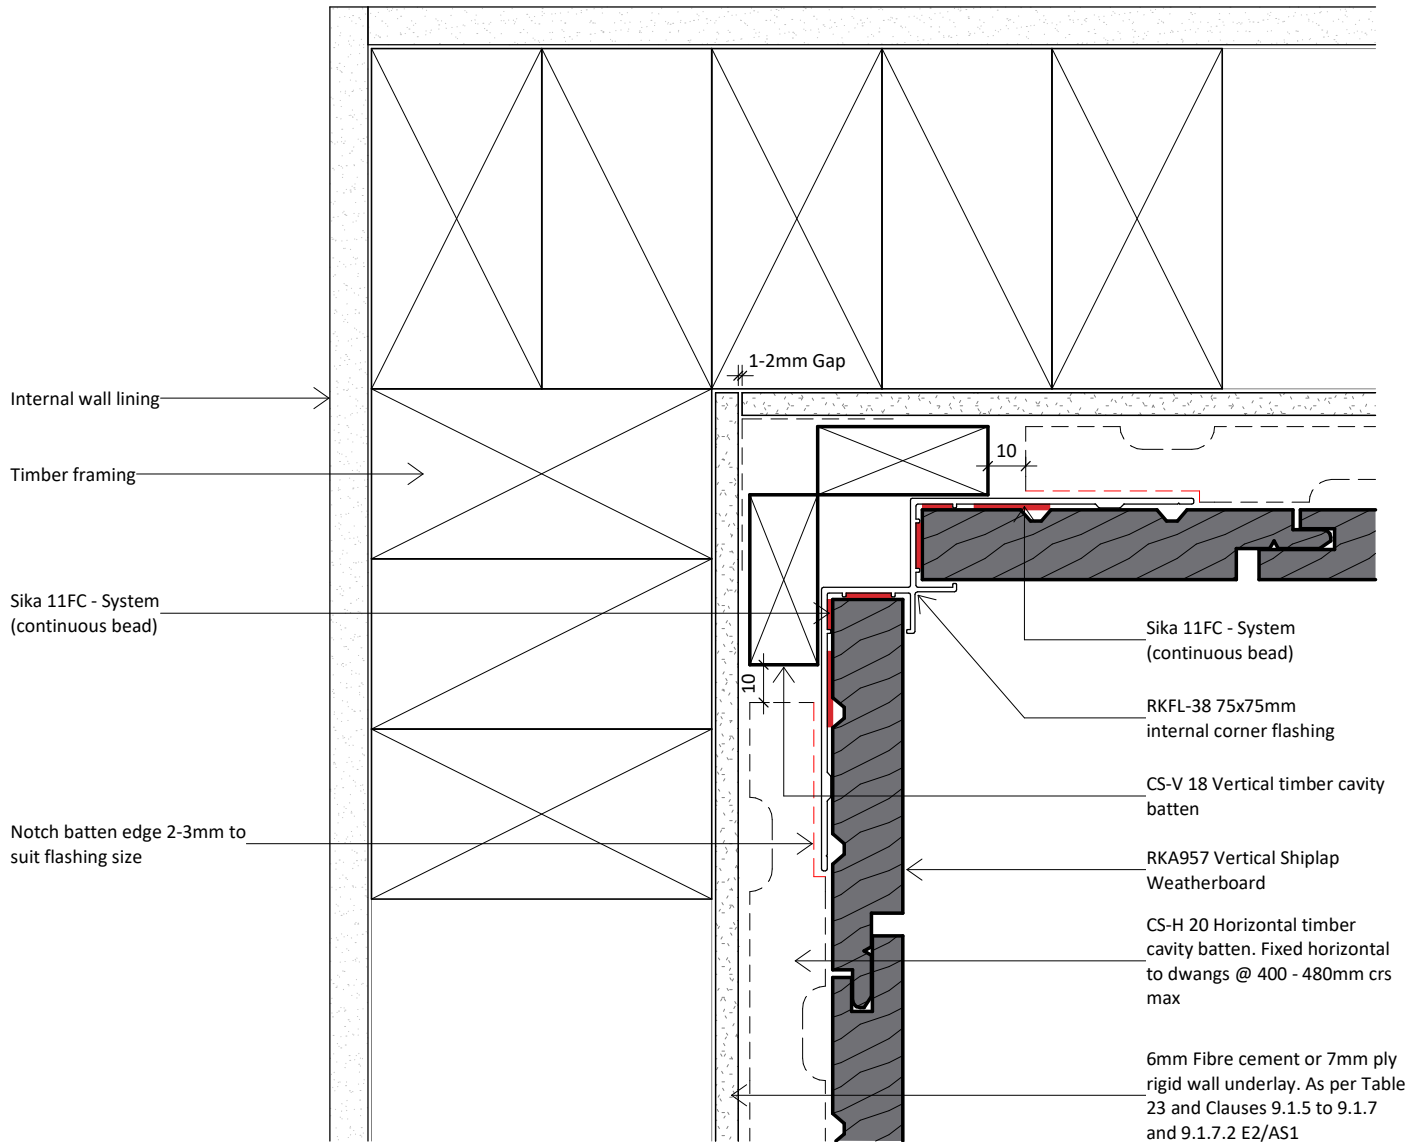 1-2mm Gap
Internal wall lining
10
Timber framing
Sika 11FC - System
(continuous bead)
Sika 11FC - System
(continuous bead)
10
RKFL-38 75x75mm
internal corner flashing
CS-V 18 Vertical timber cavity
batten
Notch batten edge 2-3mm to
suit flashing size
RKA957 Vertical Shiplap
Weatherboard
CS-H 20 Horizontal timber
cavity batten. Fixed horizontal
to dwangs @ 400 - 480mm crs
max
6mm Fibre cement or 7mm ply
rigid wall underlay. As per Table
23 and Clauses 9.1.5 to 9.1.7
and 9.1.7.2 E2/AS1